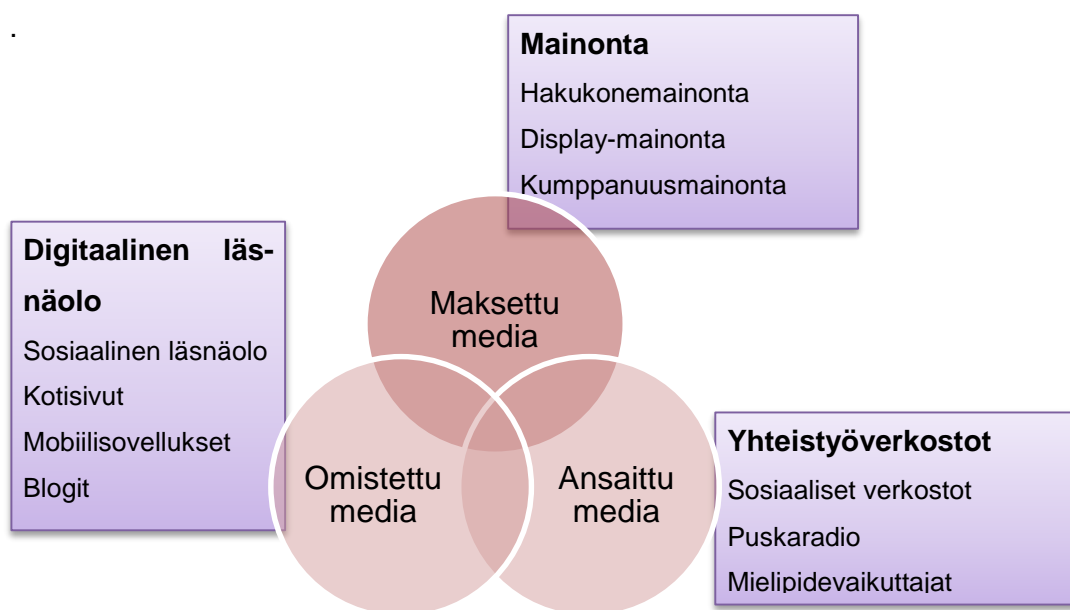 .
Mainonta
Hakukonemainonta
Display-mainonta
Kumppanuusmainonta
Digitaalinen läs-
näolo
Sosiaalinen läsnäolo
Kotisivut
Mobiilisovellukset
Blogit
Maksettu
media
Omistettu
media
Ansaittu
media
Yhteistyöverkostot
Sosiaaliset verkostot
Puskaradio
Mielipidevaikuttajat